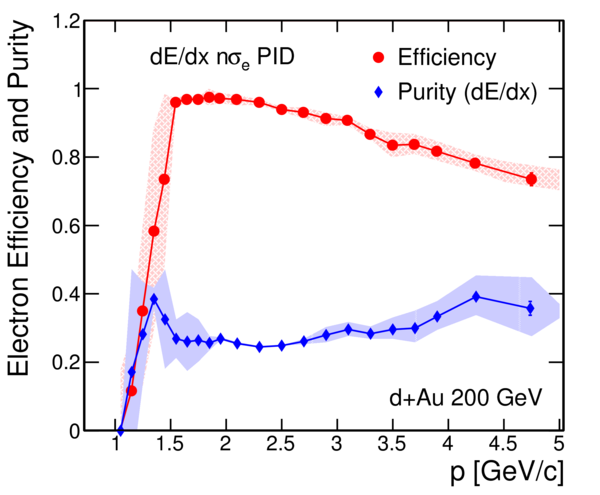 1.2
1
0.8
0.6
0.4
0.2
0
Electron Efficiency and Purity
dE/dx nσe PID
Efficiency
Purity (dE/dx)
d+Au 200 GeV
1 1.5 2 2.5 3 3.5 4 4.5 5
p [GeV/c]